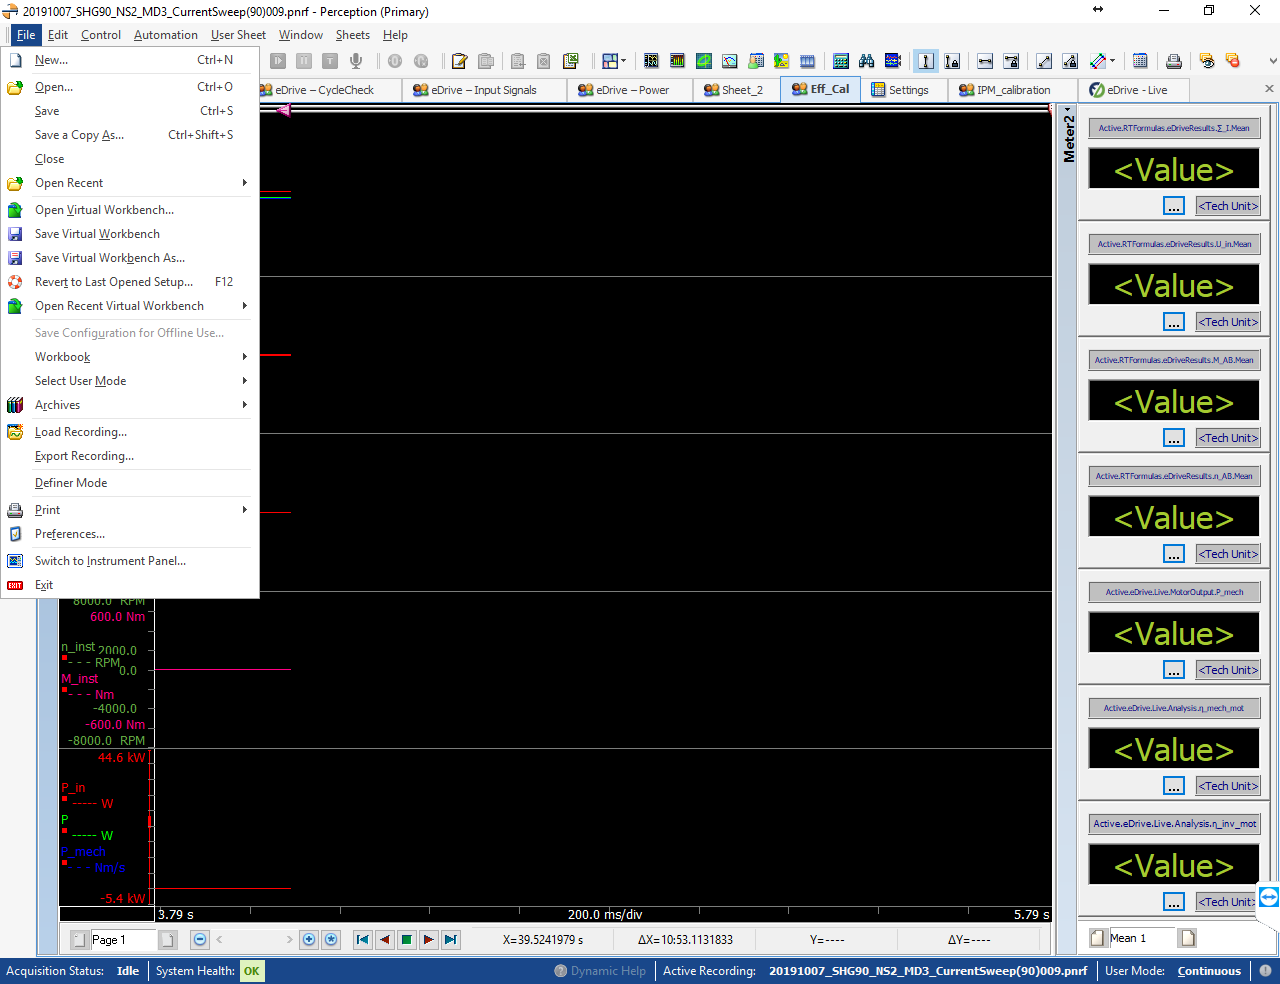 20191007_SHG90_NS2_MD3_CurrentSweep(90)009.pnrf - Perception (Primary)
File Edit Control Automation User Sheet Window Sheets Help
New... Ctrl+N
Open... Ctrl+O
Save Ctrl+S
Save a Copy As... Ctrl+Shift+S
Close
Open Recent
Open Virtual Workbench...
Save Virtual Workbench
Save Virtual Workbench As...
Revert to Last Opened Setup... F12
Open Recent Virtual Workbench
Save Configuration for Offline Use...
Workbook
Select User Mode
Archives
Load Recording...
Export Recording...
Definer Mode
Print
Preferences...
Switch to Instrument Panel...
EXIT Exit
eDrive – CycleCheck eDrive – Input Signals eDrive – Power Sheet_2 Eff_Cal Settings IPM_calibration eDrive - Live
8000.0 RPM
600.0 Nm
n_inst 2000.0
- - - RPM 0.0
M_inst
- - - Nm
-4000.0
-600.0 Nm
-8000.0 RPM
44.6 kW
P_in
----- W
P
----- W
P_mech
- - - Nm/s
-5.4 kW
3.79 s 200.0 ms/div 5.79 s
Page 1 X=39.5241979 s ΔX=10:53.1131833 Y=---- ΔY=----
Meter2
Active.RTFormulas.eDriveResults.∑_I.Mean
<Value>
... <Tech Unit>
Active.RTFormulas.eDriveResults.U_in.Mean
<Value>
... <Tech Unit>
Active.RTFormulas.eDriveResults.M_AB.Mean
<Value>
... <Tech Unit>
Active.RTFormulas.eDriveResults.n_AB.Mean
<Value>
... <Tech Unit>
Active.eDrive.Live.MotorOutput.P_mech
<Value>
... <Tech Unit>
Active.eDrive.Live.Analysis.η_mech_mot
<Value>
... <Tech Unit>
Active.eDrive.Live.Analysis.η_inv_mot
<Value>
... <Tech Unit>
Mean 1
Acquisition Status: Idle System Health: OK Dynamic Help Active Recording: 20191007_SHG90_NS2_MD3_CurrentSweep(90)009.pnrf User Mode: Continuous